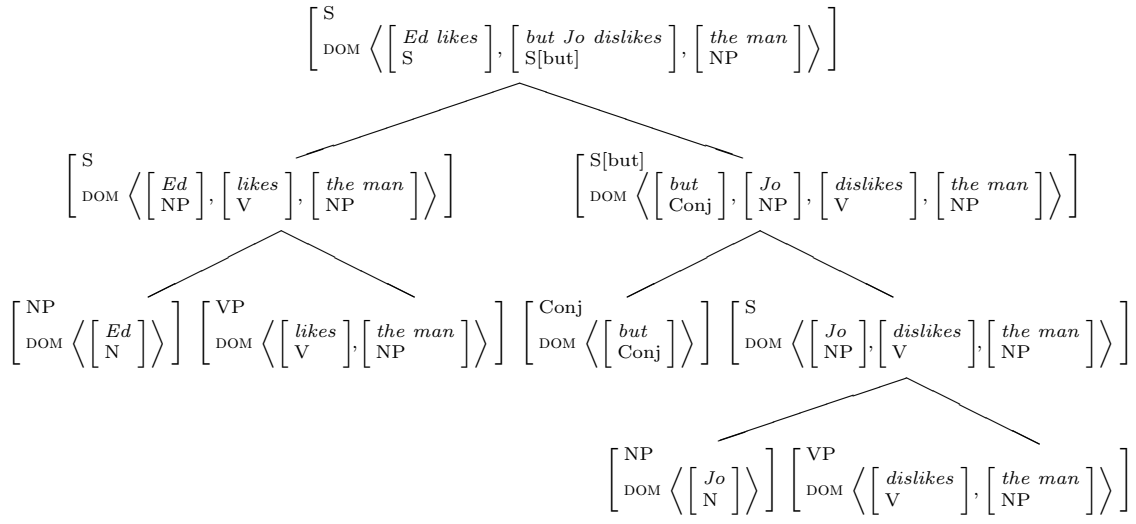 S
DOM ⟨[Ed likes S], [but Jo dislikes S[but]], [the man NP]⟩
S
DOM ⟨[Ed NP], [likes V], [the man NP]⟩
S[but]
DOM ⟨[but Conj], [Jo NP], [dislikes V], [the man NP]⟩
NP
DOM ⟨[Ed N]⟩
VP
DOM ⟨[likes V], [the man NP]⟩
Conj
DOM ⟨[but Conj]⟩
S
DOM ⟨[Jo NP], [dislikes V], [the man NP]⟩
NP
DOM ⟨[Jo N]⟩
VP
DOM ⟨[dislikes V], [the man NP]⟩